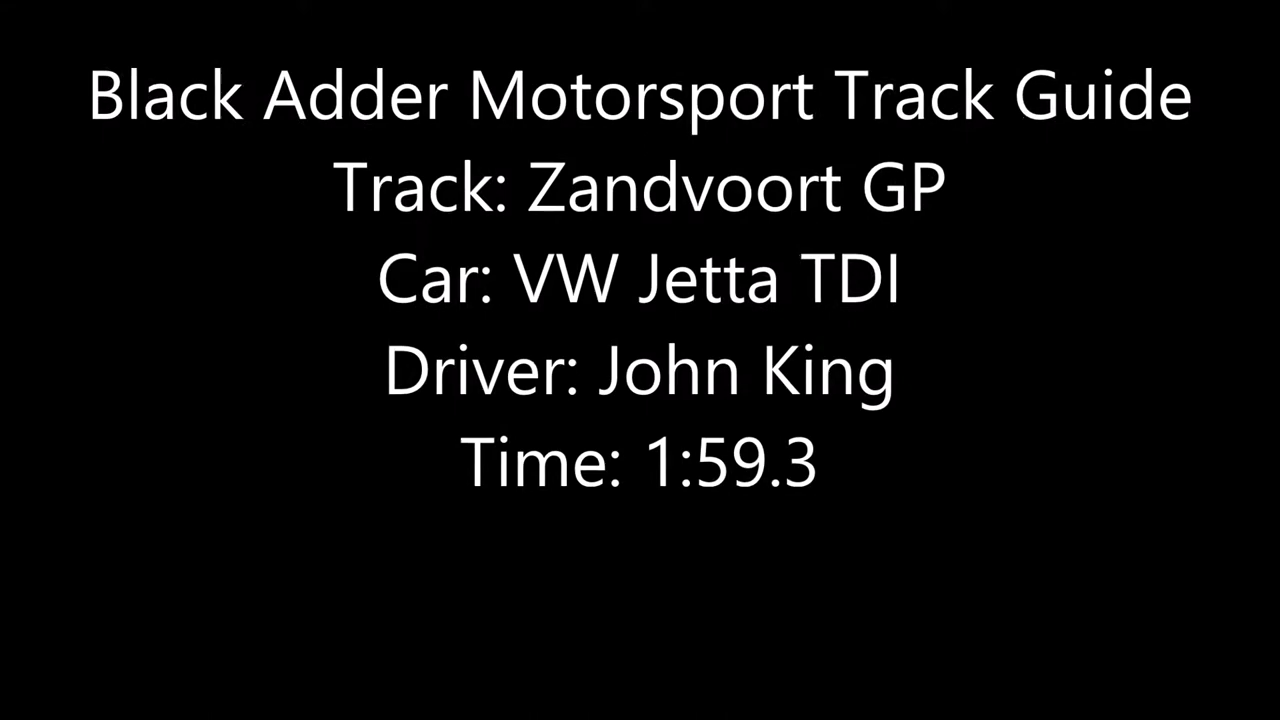 Black Adder Motorsport Track Guide
Track: Zandvoort GP
Car: VW Jetta TDI
Driver: John King
Time: 1:59.3